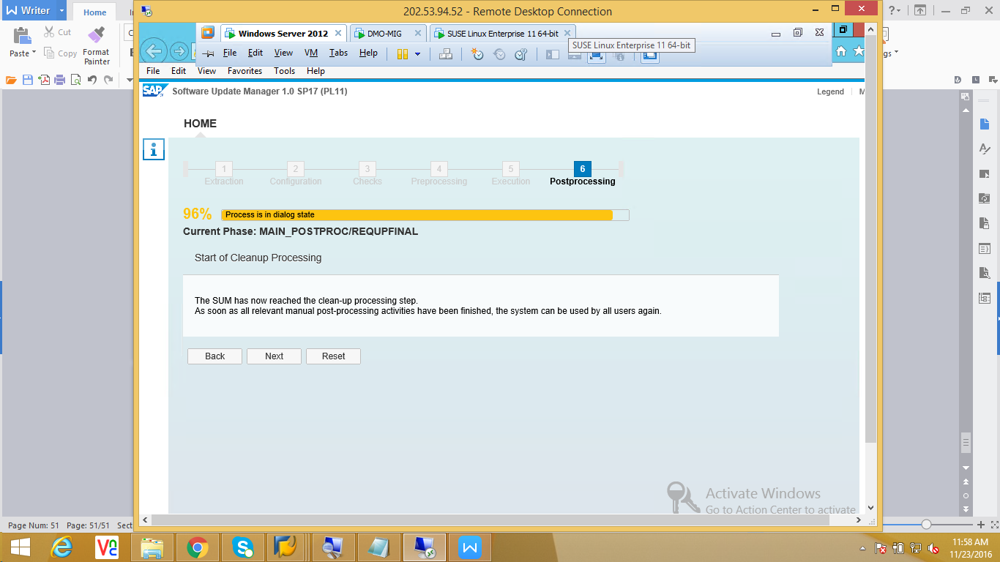 Writer
Home
202.53.94.52 - Remote Desktop Connection
Cut
Paste
Copy
Format
Painter
Windows Server 2012
DMO-MIG
SUSE Linux Enterprise 11 64-bit
SUSE Linux Enterprise 11 64-bit
File Edit View VM Tabs Help
File Edit View Favorites Tools Help
SAP
Software Update Manager 1.0 SP17 (PL11)
Legend
M
HOME
1 2 3 4 5 6
Extraction Configuration Checks Preprocessing Execution Postprocessing
96%
Process is in dialog state
Current Phase: MAIN_POSTPROC/REQUPFINAL
Start of Cleanup Processing
The SUM has now reached the clean-up processing step.
As soon as all relevant manual post-processing activities have been finished, the system can be used by all users again.
Back Next Reset
Activate Windows
Go to Action Center to activate
Page Num: 51 Page: 51/51 Sect
11:58 AM
11/23/2016